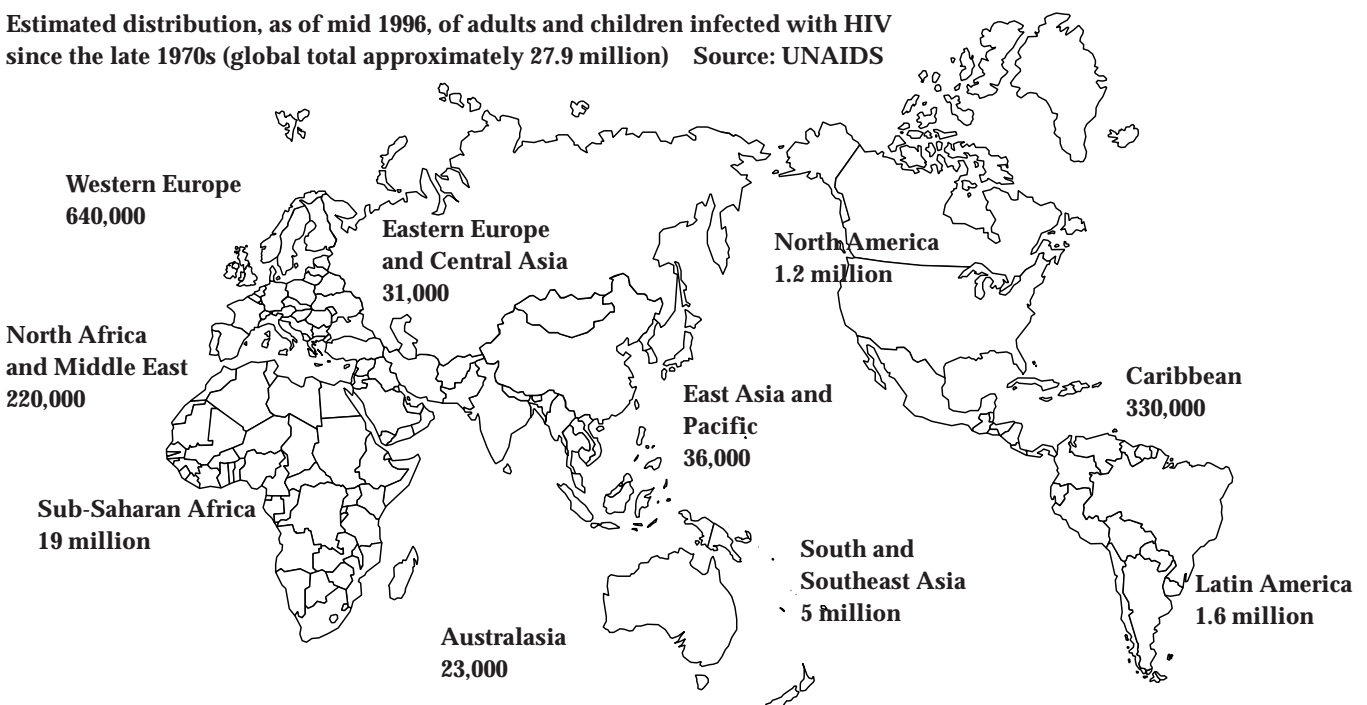 Estimated distribution, as of mid 1996, of adults and children infected with HIV
since the late 1970s (global total approximately 27.9 million) Source: UNAIDS
Western Europe
640,000
Eastern Europe
and Central Asia
31,000
North America
1.2 million
North Africa
and Middle East
220,000
East Asia and
Pacific
36,000
Caribbean
330,000
Sub-Saharan Africa
19 million
South and
Southeast Asia
5 million
Latin America
1.6 million
Australasia
23,000